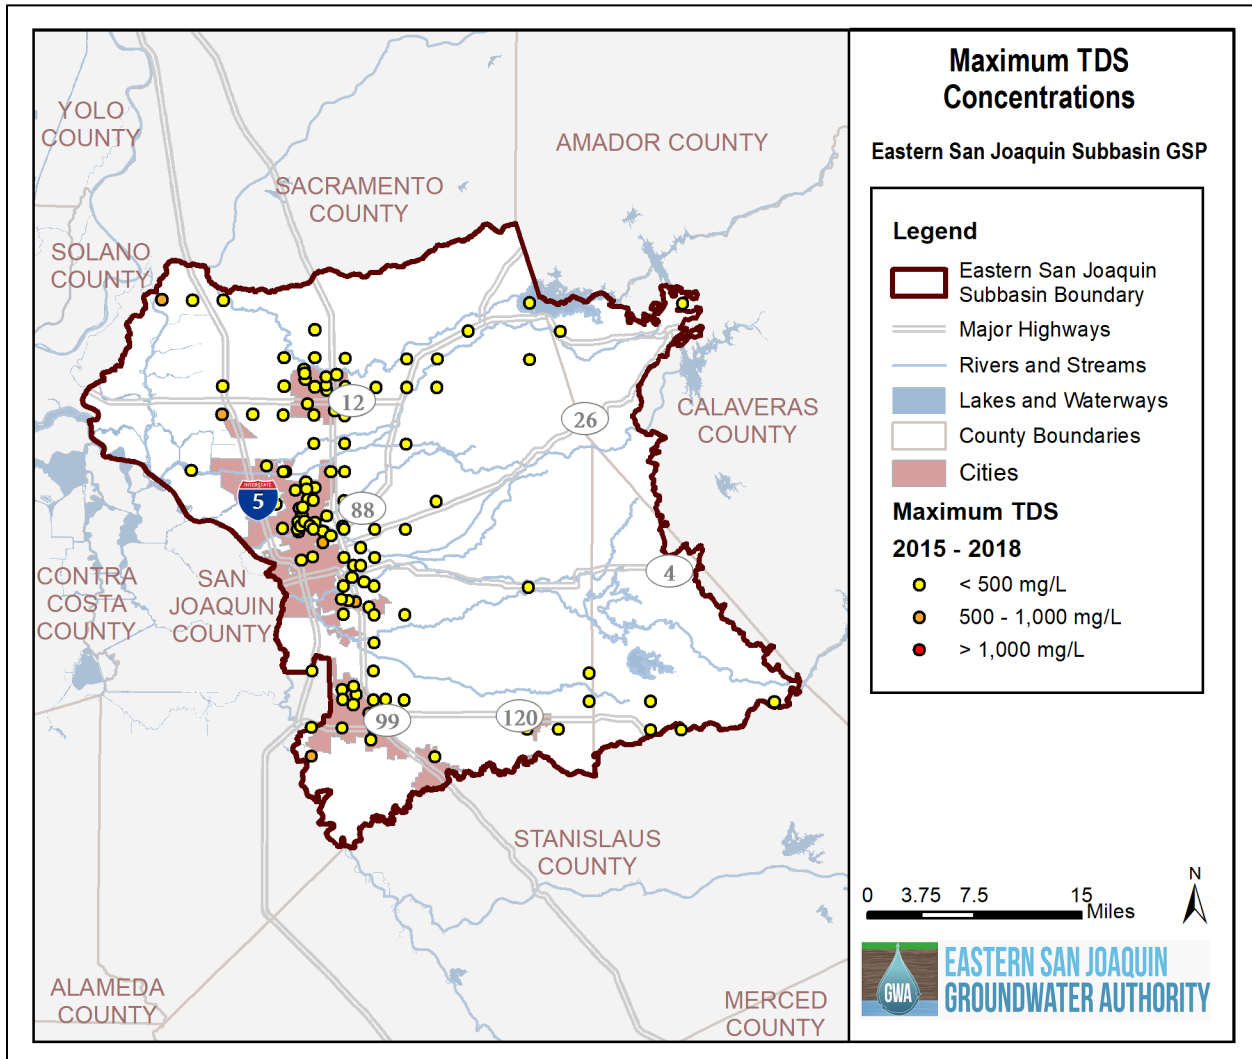 YOLO
COUNTY
AMADOR COUNTY
SACRAMENTO
COUNTY
SOLANO
COUNTY
CALAVERAS
COUNTY
CONTRA
COSTA
COUNTY
SAN
JOAQUIN
COUNTY
STANISLAUS
COUNTY
ALAMEDA
COUNTY
MERCED
COUNTY
12
26
INTERSTATE
5
88
4
99
120
Maximum TDS
Concentrations
Eastern San Joaquin Subbasin GSP
Legend
Eastern San Joaquin
Subbasin Boundary
Major Highways
Rivers and Streams
Lakes and Waterways
County Boundaries
Cities
Maximum TDS
2015 - 2018
< 500 mg/L
500 - 1,000 mg/L
> 1,000 mg/L
N
0 3.75 7.5 15
Miles
GWA
EASTERN SAN JOAQUIN
GROUNDWATER AUTHORITY